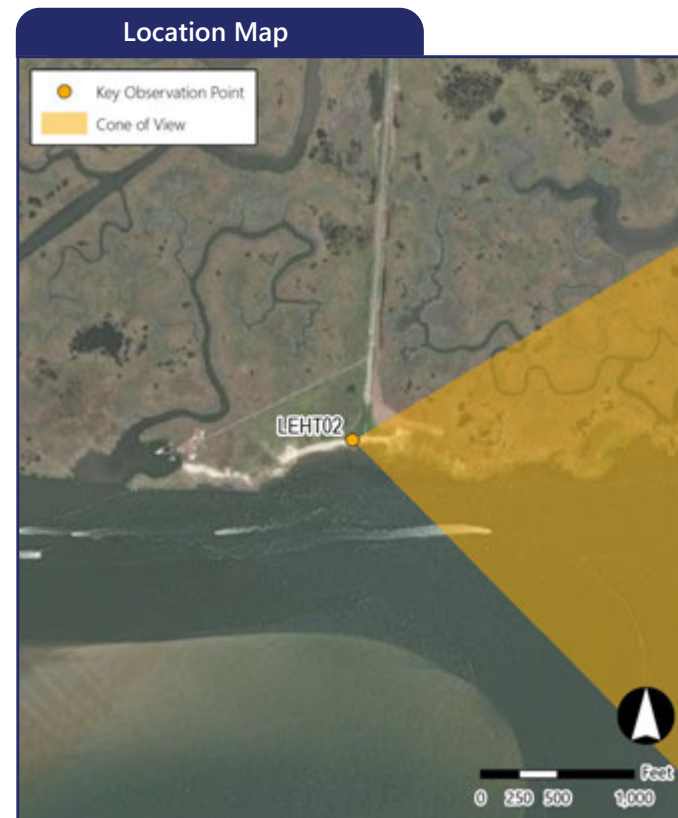 Location Map
Key Observation Point
Cone of View
LEHT02
Feet
0 250 500 1,000